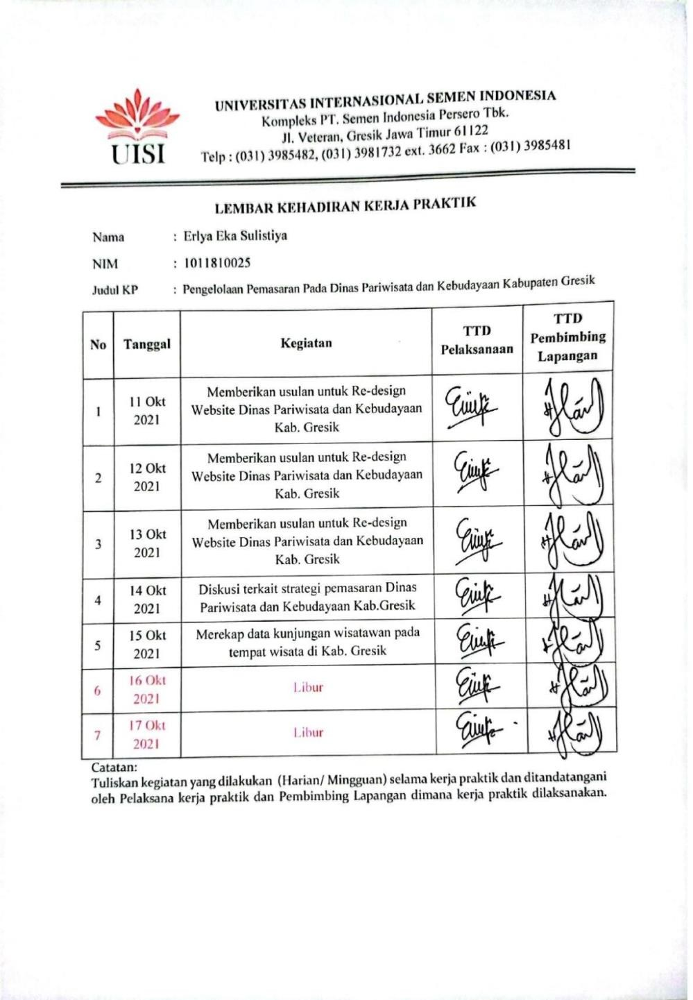 UISI
UNIVERSITAS INTERNASIONAL SEMEN INDONESIA
Kompleks PT. Semen Indonesia Persero Tbk.
Jl. Veteran, Gresik Jawa Timur 61122
Telp : (031) 3985482, (031) 3981732 ext. 3662 Fax : (031) 3985481
LEMBAR KEHADIRAN KERJA PRAKTIK
Nama : Erlya Eka Sulistiya
NIM : 1011810025
Judul KP : Pengelolaan Pemasaran Pada Dinas Pariwisata dan Kebudayaan Kabupaten Gresik
No
Tanggal
Kegiatan
TTD
Pelaksanaan
TTD
Pembimbing
Lapangan
1
11 Okt
2021
Memberikan usulan untuk Re-design
Website Dinas Pariwisata dan Kebudayaan
Kab. Gresik
2
12 Okt
2021
Memberikan usulan untuk Re-design
Website Dinas Pariwisata dan Kebudayaan
Kab. Gresik
3
13 Okt
2021
Memberikan usulan untuk Re-design
Website Dinas Pariwisata dan Kebudayaan
Kab. Gresik
4
14 Okt
2021
Diskusi terkait strategi pemasaran Dinas
Pariwisata dan Kebudayaan Kab.Gresik
5
15 Okt
2021
Merekap data kunjungan wisatawan pada
tempat wisata di Kab. Gresik
6
16 Okt
2021
Libur
7
17 Okt
2021
Libur
Catatan:
Tuliskan kegiatan yang dilakukan (Harian/ Mingguan) selama kerja praktik dan ditandatangani
oleh Pelaksana kerja praktik dan Pembimbing Lapangan dimana kerja praktik dilaksanakan.